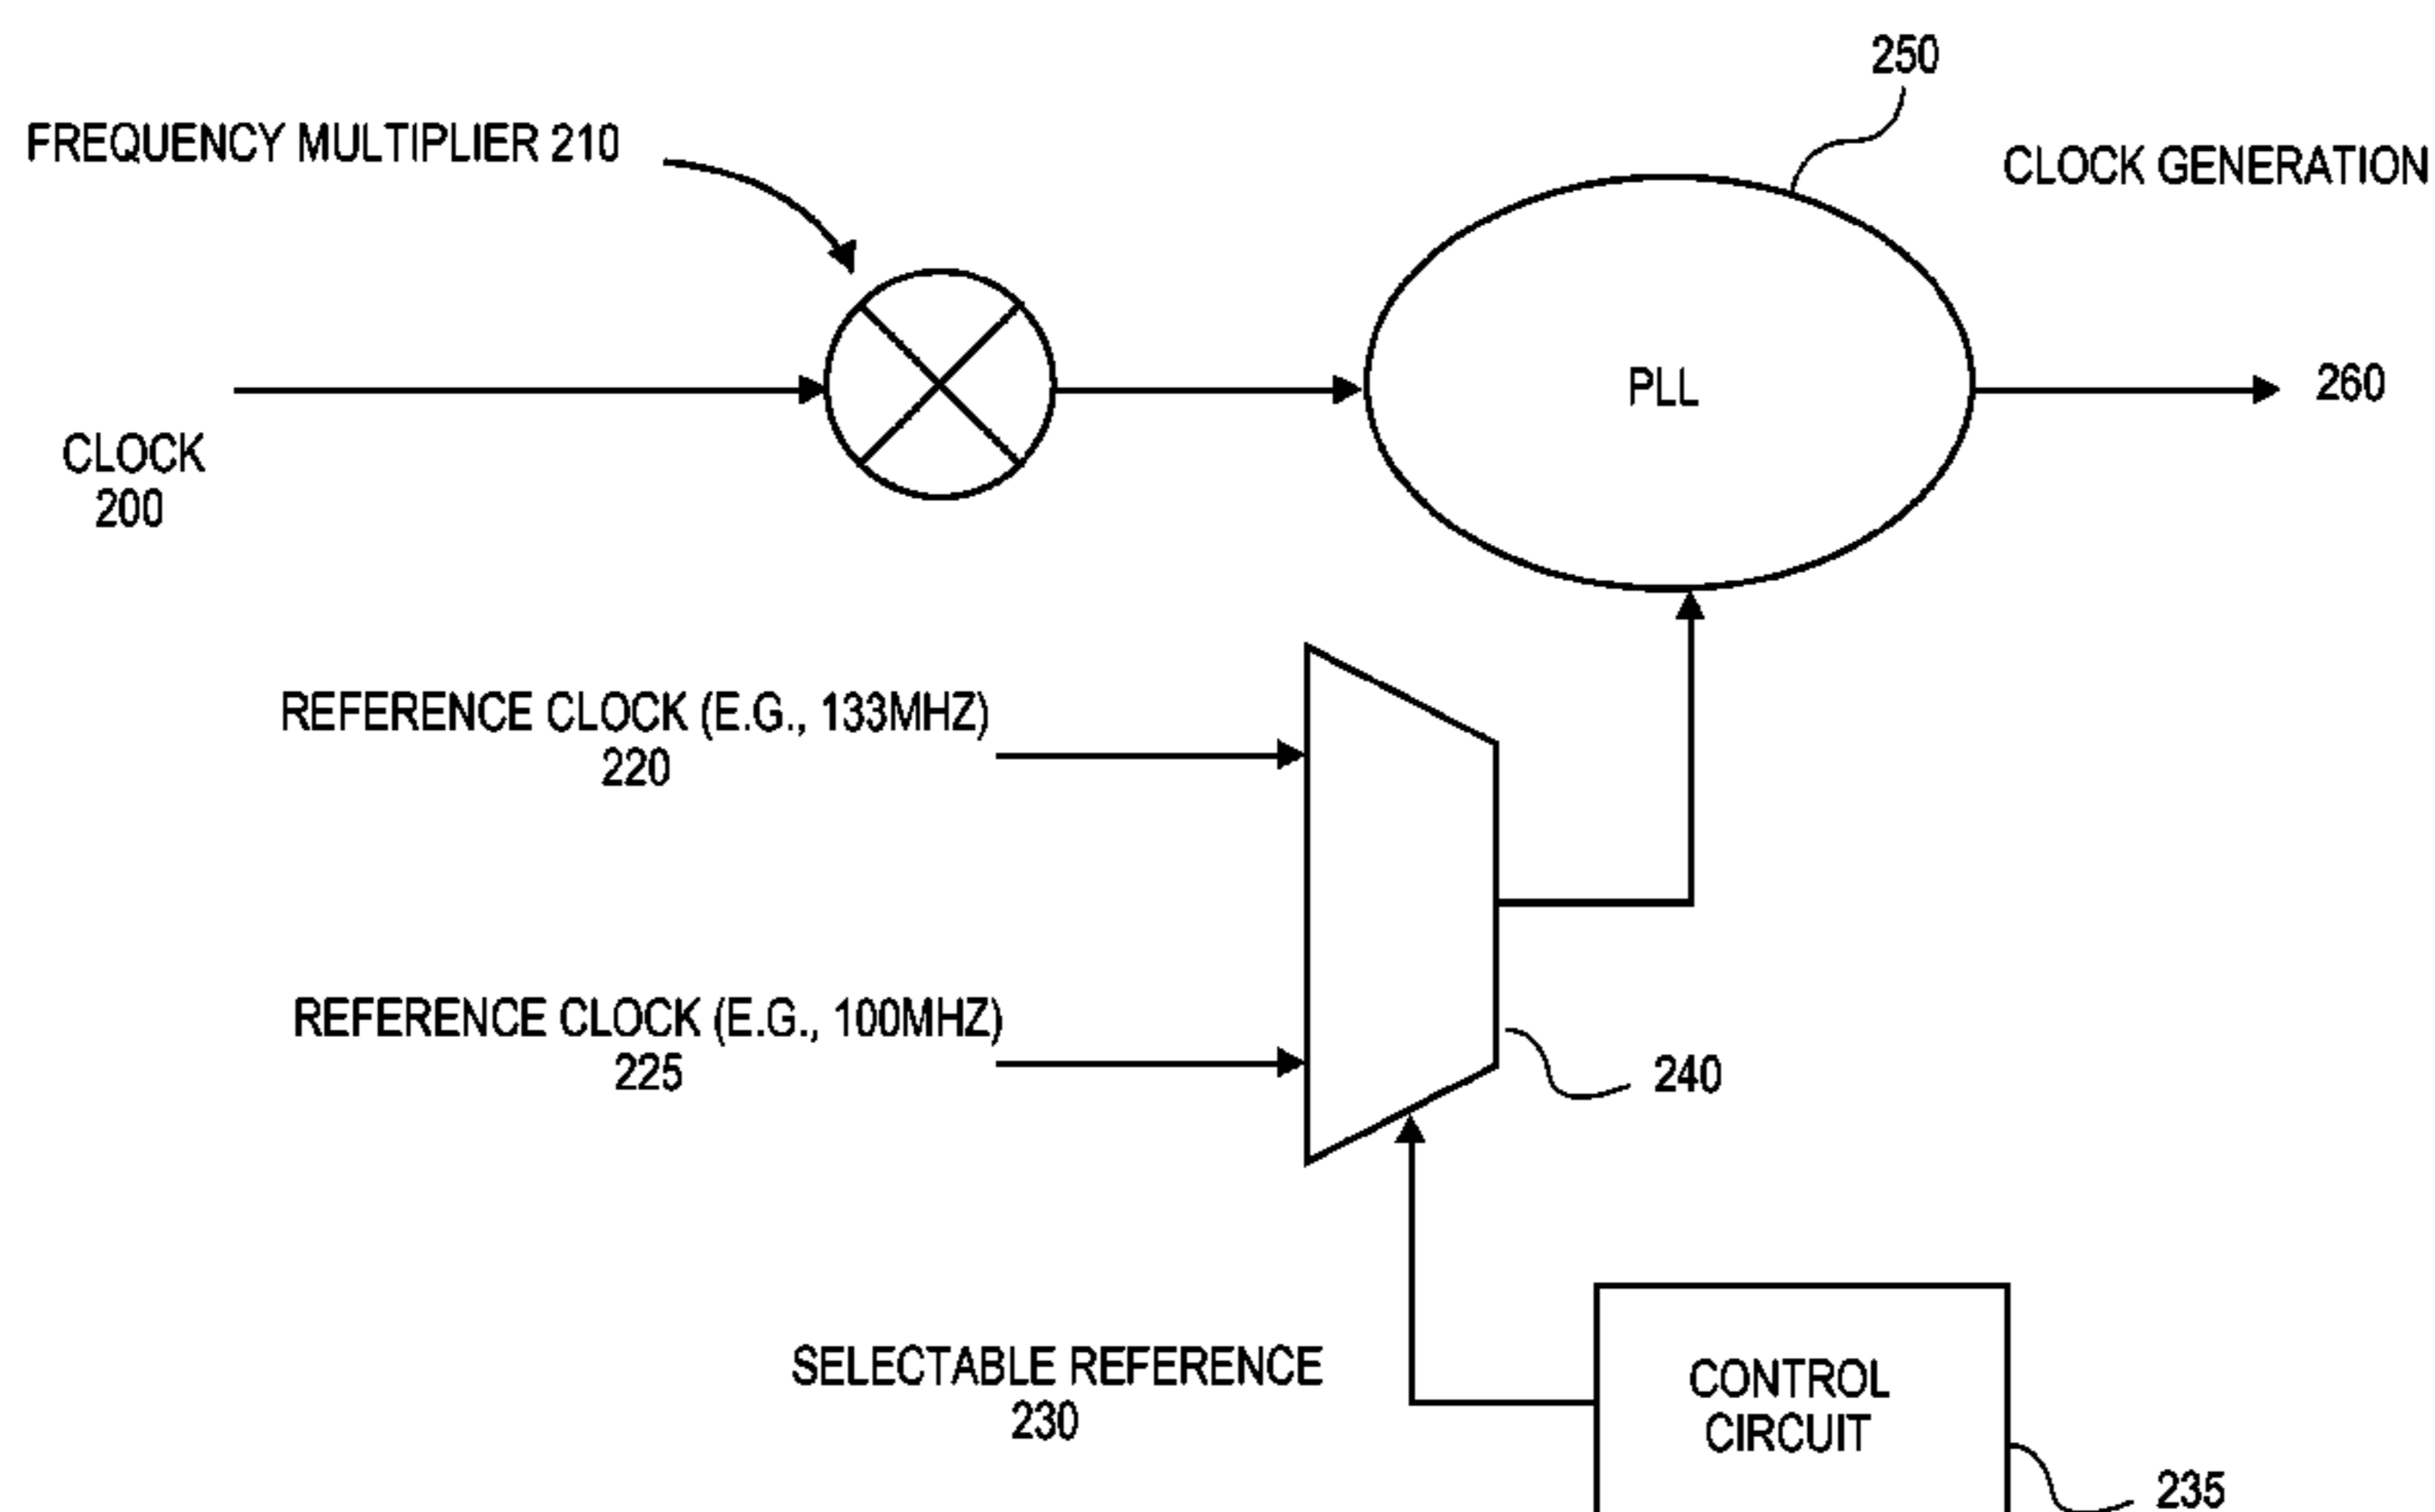 250
FREQUENCY MULTIPLIER 210
CLOCK GENERATION
PLL
260
CLOCK
200
REFERENCE CLOCK (E.G., 133MHZ)
220
REFERENCE CLOCK (E.G., 100MHZ)
225
240
SELECTABLE REFERENCE
230
CONTROL
CIRCUIT
235